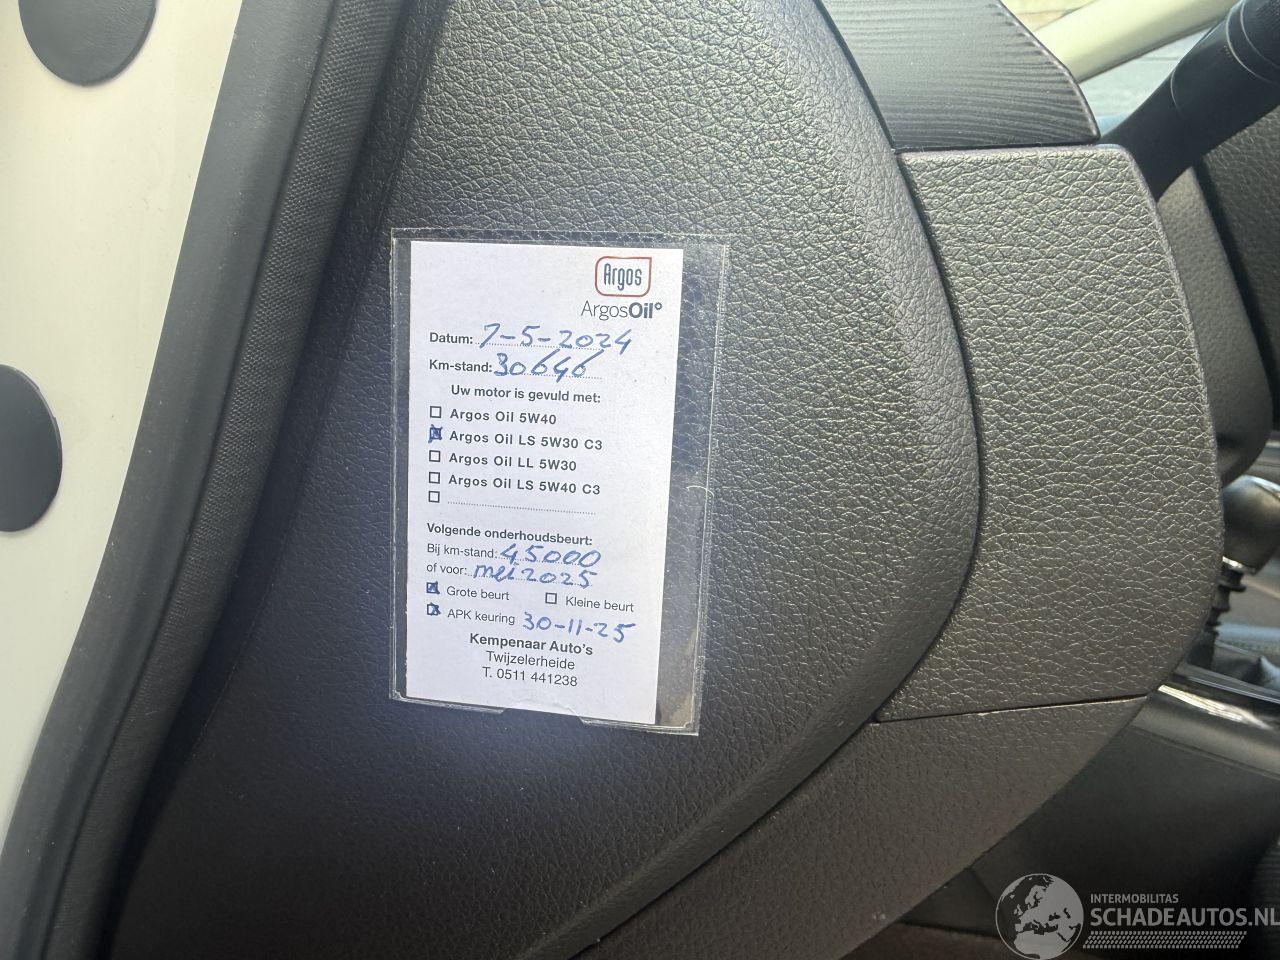 Argos
ArgosOil°
Datum: 7-5-2024
Km-stand: 30646
Uw motor is gevuld met:
Argos Oil 5W40
Argos Oil LS 5W30 C3
Argos Oil LL 5W30
Argos Oil LS 5W40 C3
Volgende onderhoudsbeurt:
Bij km-stand: 45000
of voor: mei 2025
Grote beurt Kleine beurt
APK keuring 30-11-25
Kempenaar Auto's
Twijzelerheide
T. 0511 441238
INTERMOBILITAS
SCHADEAUTOS.NL